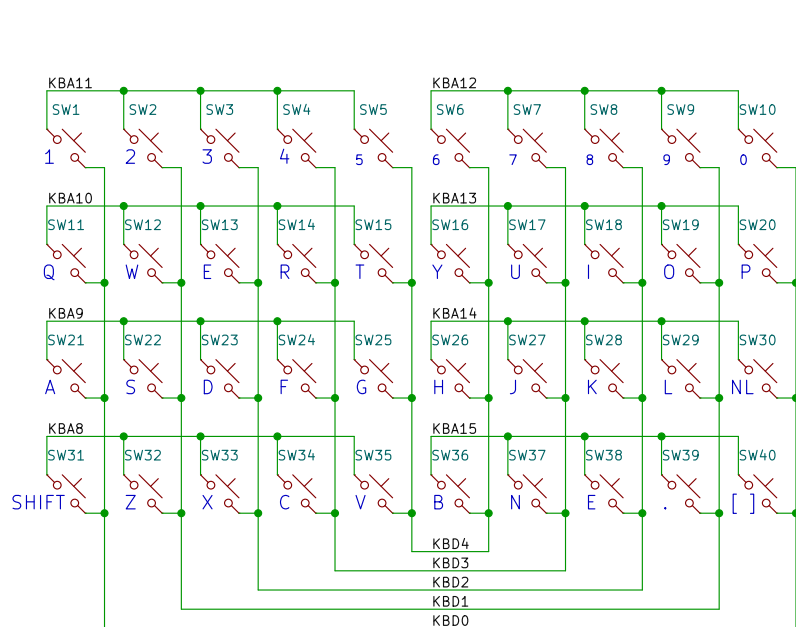 KBA11 KBA12
SW1 SW2 SW3 SW4 SW5 SW6 SW7 SW8 SW9 SW10
1 2 3 4 5 6 7 8 9 0
KBA10 KBA13
SW11 SW12 SW13 SW14 SW15 SW16 SW17 SW18 SW19 SW20
Q W E R T Y U I O P
KBA9 KBA14
SW21 SW22 SW23 SW24 SW25 SW26 SW27 SW28 SW29 SW30
A S D F G H J K L NL
KBA8 KBA15
SW31 SW32 SW33 SW34 SW35 SW36 SW37 SW38 SW39 SW40
SHIFT Z X C V B N E . [ ]
KBD4
KBD3
KBD2
KBD1
KBD0